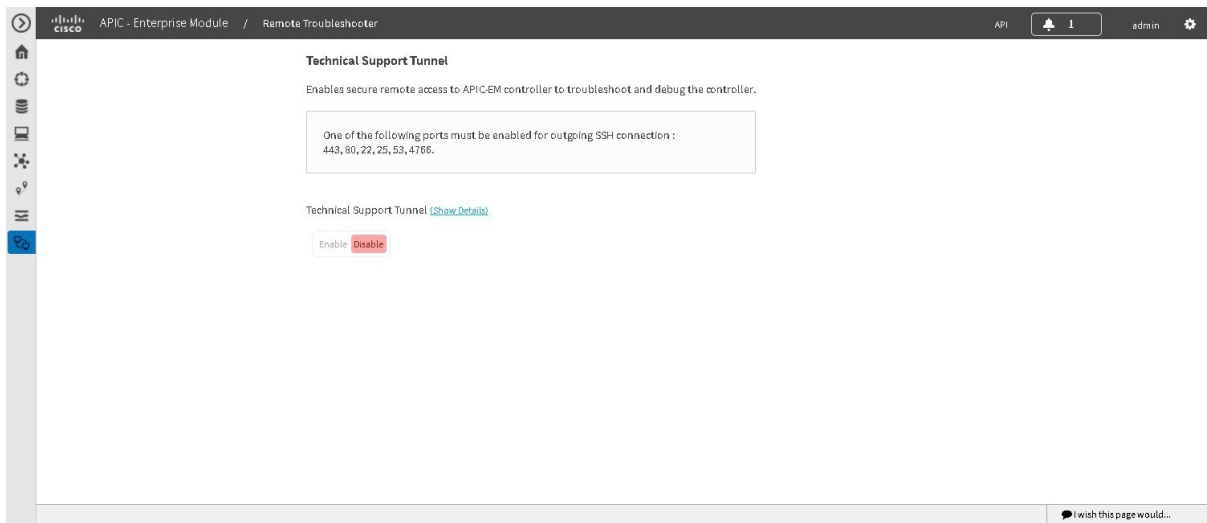 CISCO APIC - Enterprise Module / Remote Troubleshooter API 1 admin
Technical Support Tunnel
Enables secure remote access to APIC-EM controller to troubleshoot and debug the controller.
One of the following ports must be enabled for outgoing SSH connection :
443, 80, 22, 25, 53, 4766.
Technical Support Tunnel (Show Details)
Enable Disable
I wish this page would...